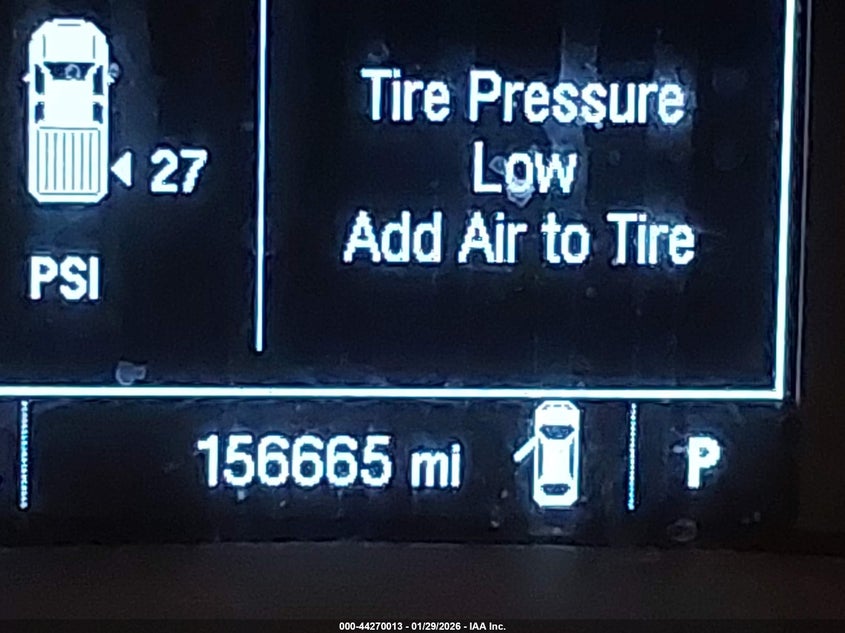 Tire Pressure
Low
27
Add Air to Tire
PSI
156665 mi
P
000-44270013 - 01/29/2026 - IAA Inc.